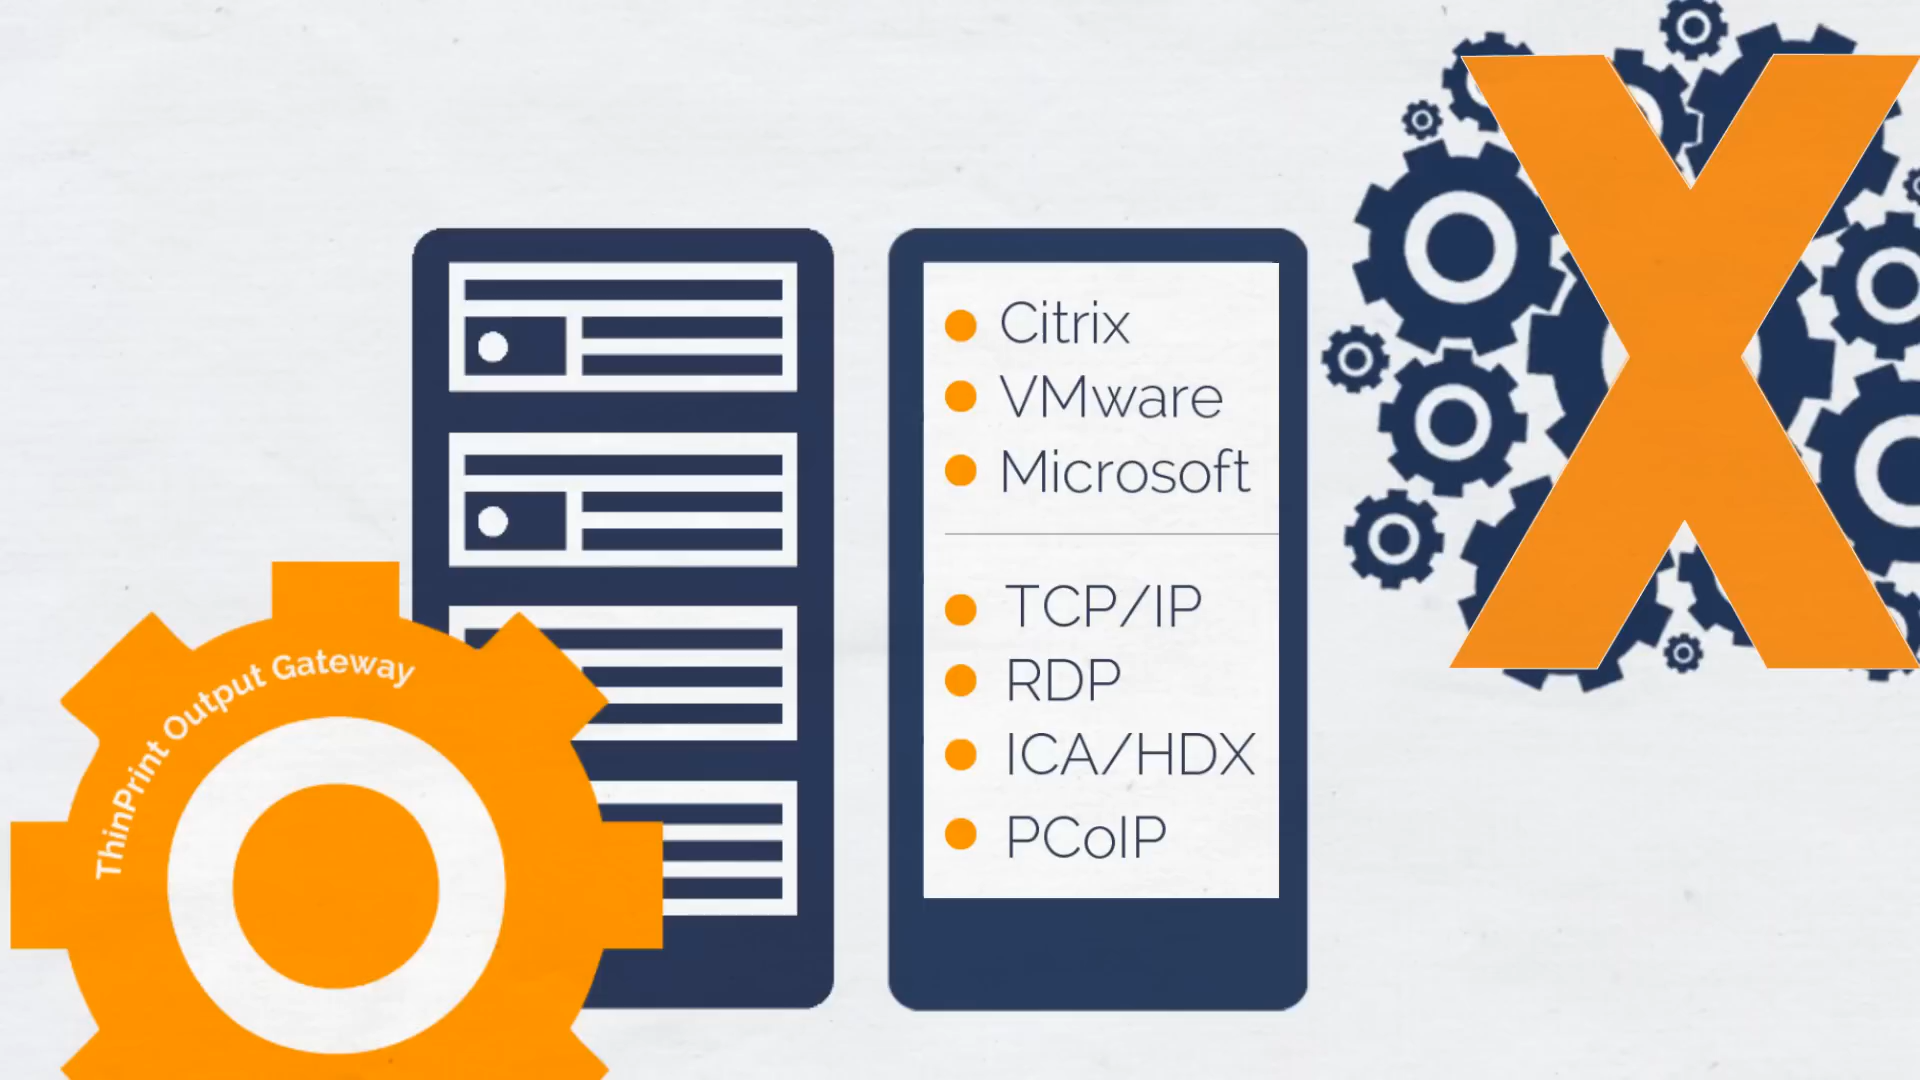 Citrix
VMware
Microsoft
TCP/IP
RDP
ICA/HDX
PCoIP
ThinPrint Output Gateway
X